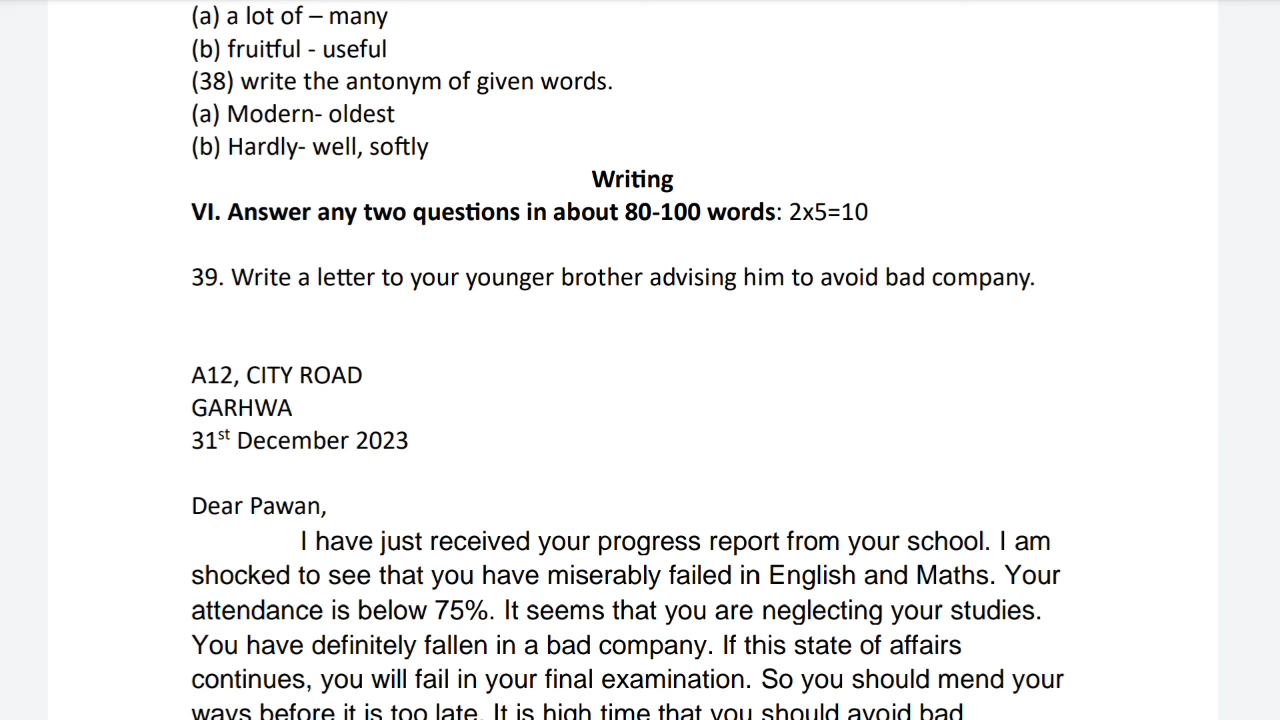 (a) a lot of – many
(b) fruitful - useful
(38) write the antonym of given words.
(a) Modern- oldest
(b) Hardly- well, softly
Writing
VI. Answer any two questions in about 80-100 words: 2x5=10
39. Write a letter to your younger brother advising him to avoid bad company.
A12, CITY ROAD
GARHWA
31st December 2023
Dear Pawan,
I have just received your progress report from your school. I am
shocked to see that you have miserably failed in English and Maths. Your
attendance is below 75%. It seems that you are neglecting your studies.
You have definitely fallen in a bad company. If this state of affairs
continues, you will fail in your final examination. So you should mend your
ways before it is too late. It is high time that you should avoid bad